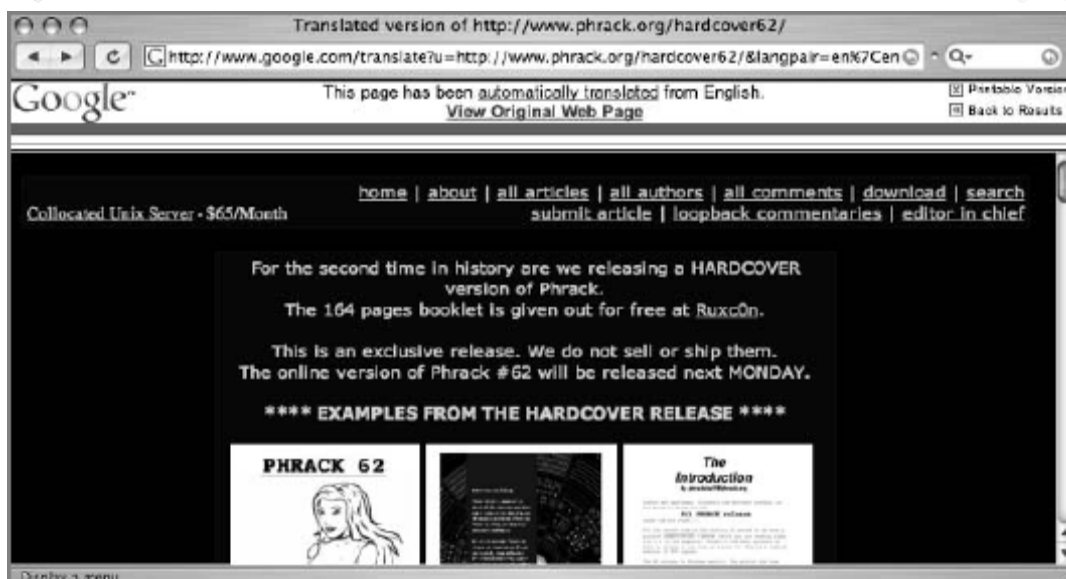 Translated version of http://www.phrack.org/hardcover62/
http://www.google.com/translate?u=http://www.phrack.org/hardcover62/&langpair=en%7Cen
Google
This page has been automatically translated from English.
View Original Web Page
Printable Version
Back to Results
home | about | all articles | all authors | all comments | download | search
Collocated Unix Server - $65/Month
submit article | loopback commentaries | editor in chief
For the second time in history are we releasing a HARDCOVER
version of Phrack.
The 164 pages booklet is given out for free at Ruxc0n.
This is an exclusive release. We do not sell or ship them.
The online version of Phrack #62 will be released next MONDAY.
**** EXAMPLES FROM THE HARDCOVER RELEASE ****
PHRACK 62
The
Introduction
PHRACK release
Display a menu